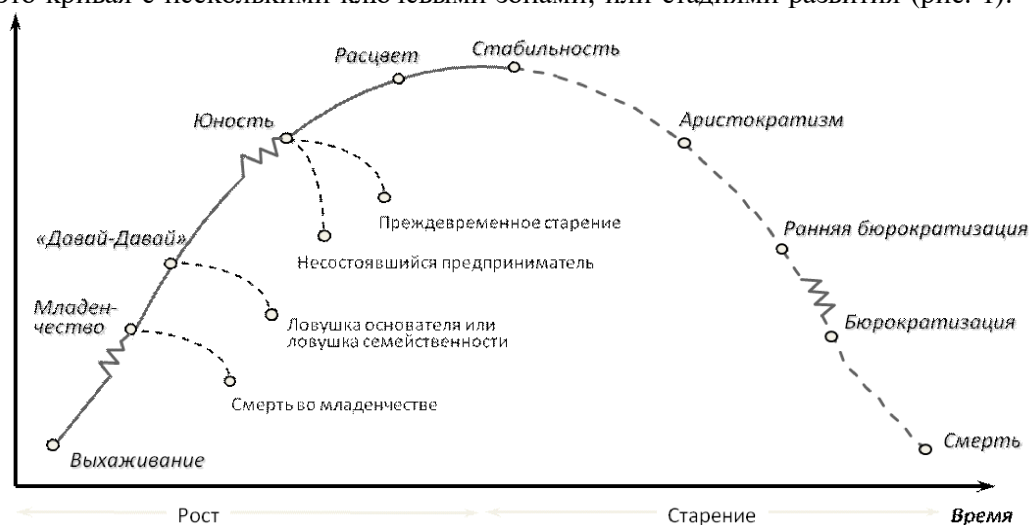 это кривая с несколькими ключевыми зонами, или стадиями развития (рис. 1).
Стабильность
Расцвет
Юность
Аристократизм
Преждевременное старение
«Давай-Давай»
Ранняя бюрократизация
Несостоявшийся предприниматель
Младен-
чество
Ловушка основателя или
ловушка семейственности
Бюрократизация
Смерть во младенчестве
Выхаживание
Смерть
Рост
Старение
Время